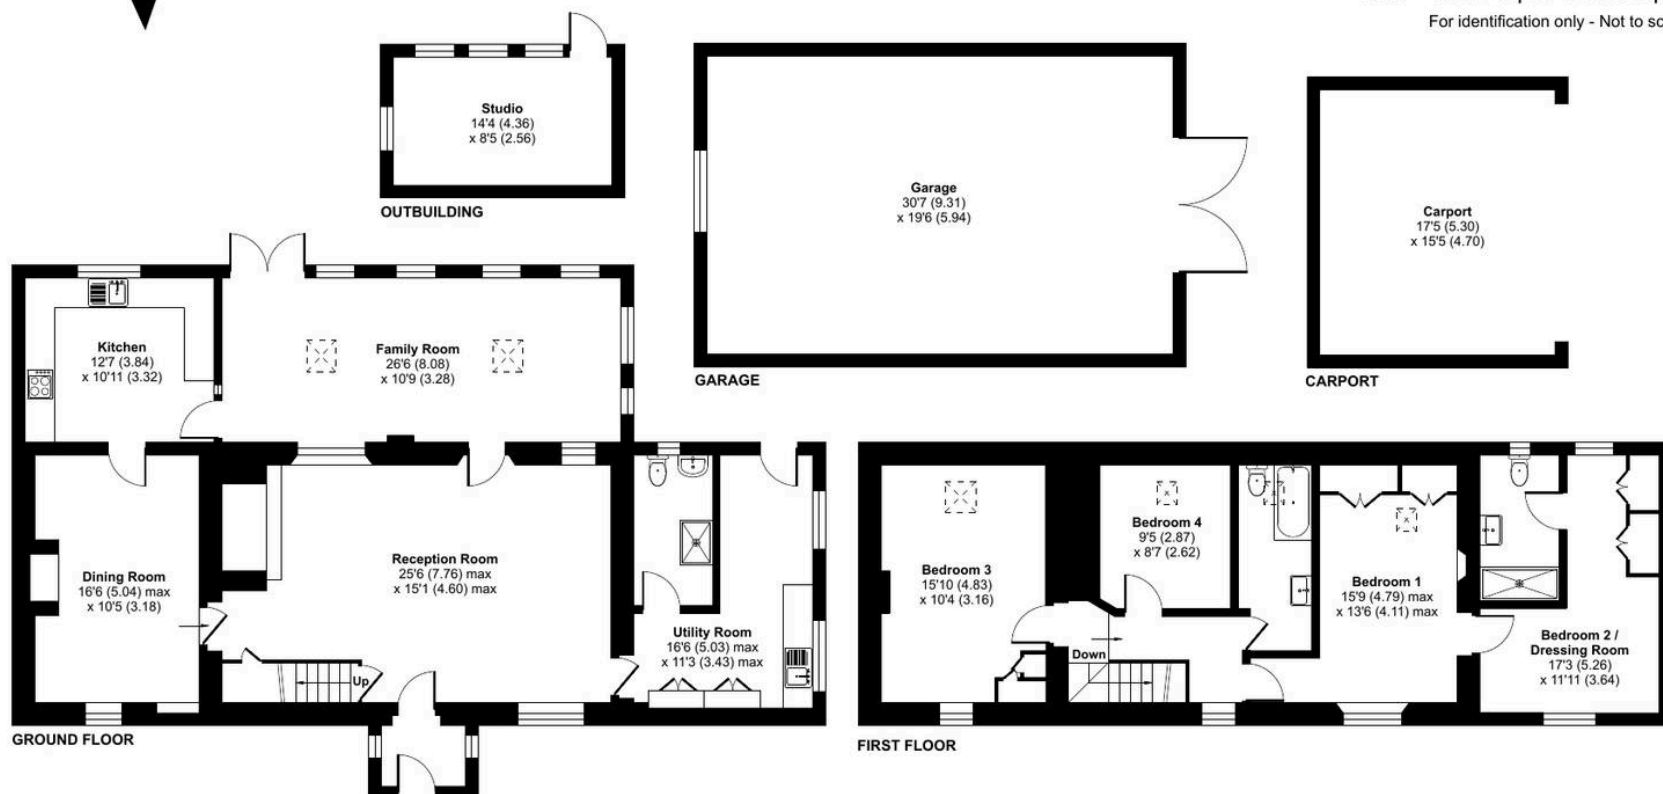 For identification only - Not to sc
Studio
14'4 (4.36)
x 8'5 (2.56)
OUTBUILDING
Garage
30'7 (9.31)
x 19'6 (5.94)
GARAGE
Carport
17'5 (5.30)
x 15'5 (4.70)
CARPORT
Kitchen
12'7 (3.84)
x 10'11 (3.32)
Family Room
26'6 (8.08)
x 10'9 (3.28)
Dining Room
16'6 (5.04) max
x 10'5 (3.18)
Reception Room
25'6 (7.76) max
x 15'1 (4.60) max
Utility Room
16'6 (5.03) max
x 11'3 (3.43) max
Up
GROUND FLOOR
Bedroom 3
15'10 (4.83)
x 10'4 (3.16)
Bedroom 4
9'5 (2.87)
x 8'7 (2.62)
Bedroom 1
15'9 (4.79) max
x 13'6 (4.11) max
Bedroom 2 /
Dressing Room
17'3 (5.26)
x 11'11 (3.64)
Down
FIRST FLOOR